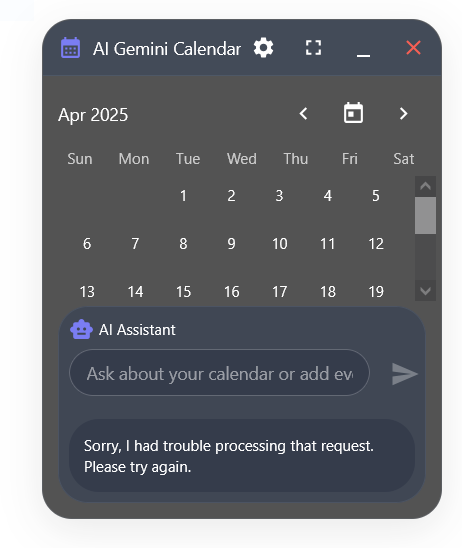 AI Gemini Calendar
Apr 2025
Sun Mon Tue Wed Thu Fri Sat
1 2 3 4 5
6 7 8 9 10 11 12
13 14 15 16 17 18 19
AI Assistant
Ask about your calendar or add eve
Sorry, I had trouble processing that request.
Please try again.